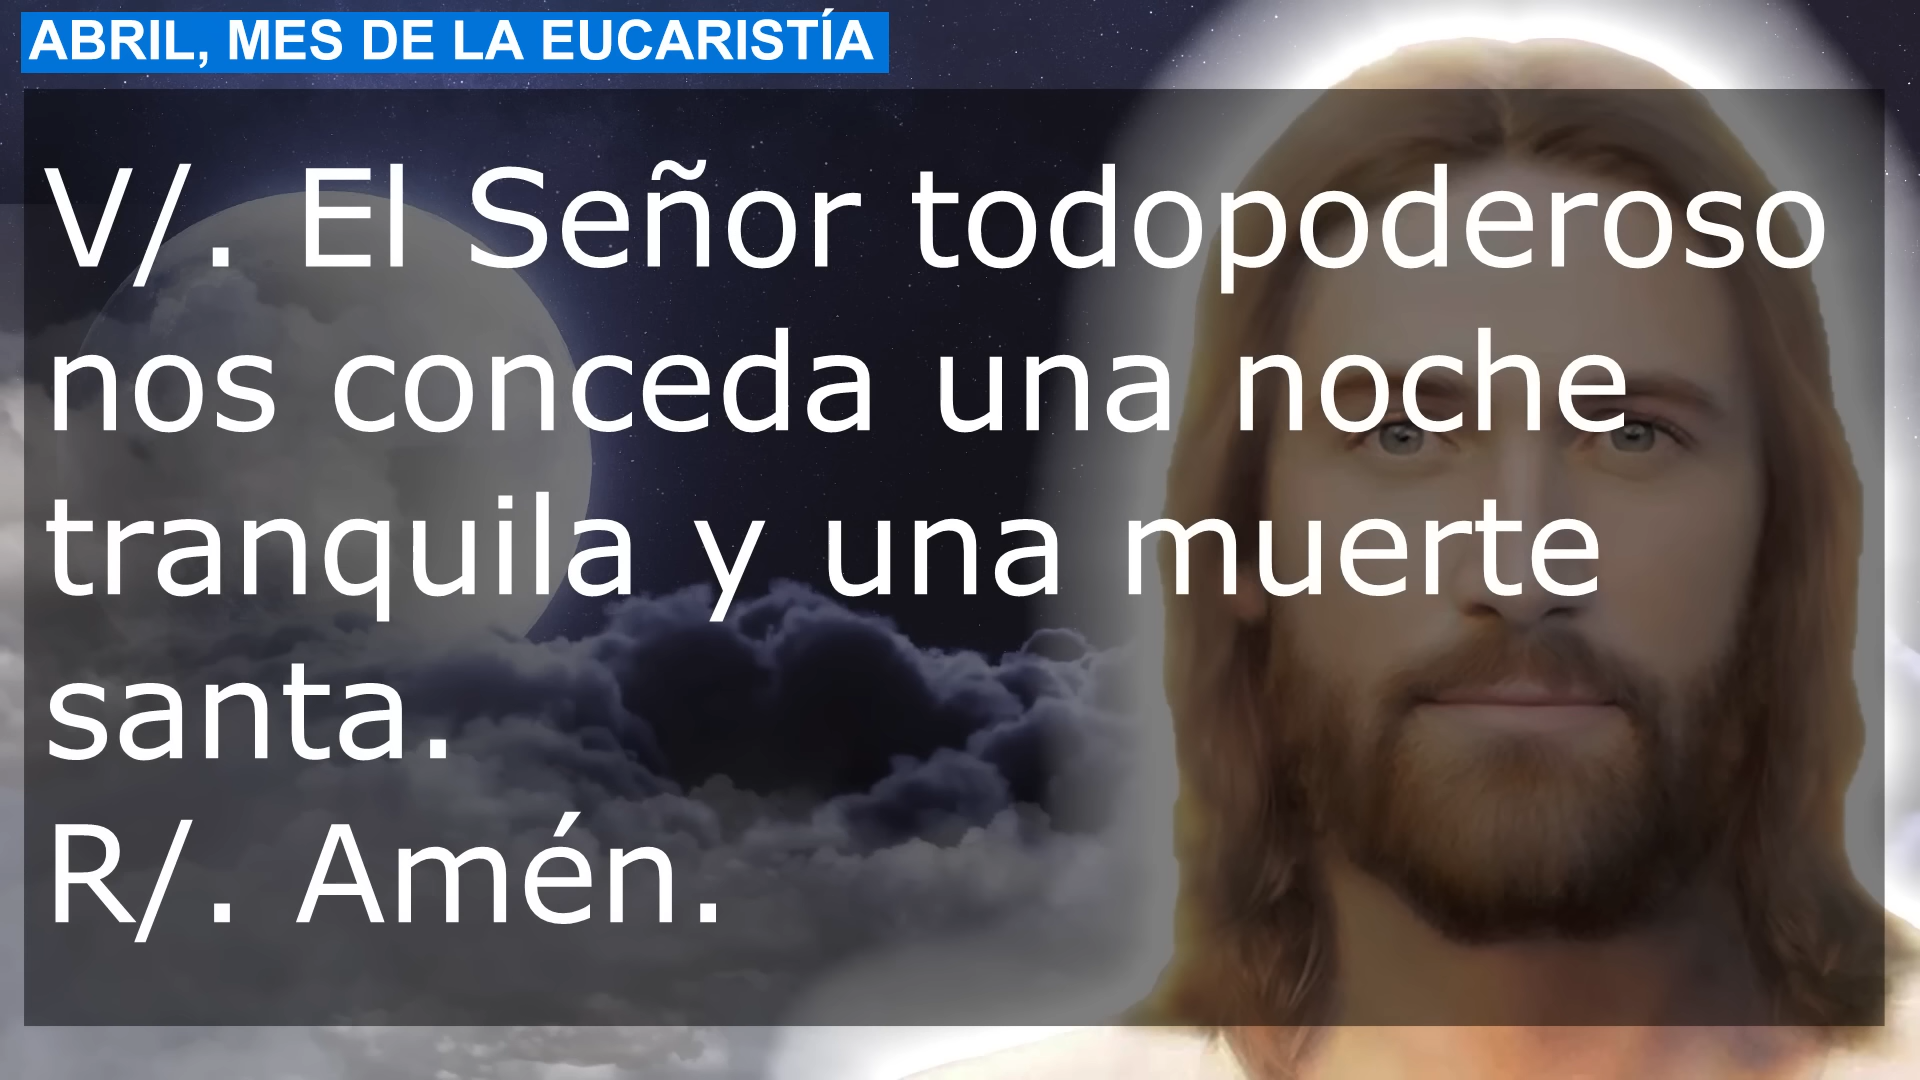 ABRIL, MES DE LA EUCARISTÍA
V/. El Señor todopoderoso
nos conceda una noche
tranquila y una muerte
santa.
R/. Amén.